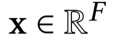 𝐱 ∈ ℝ^F